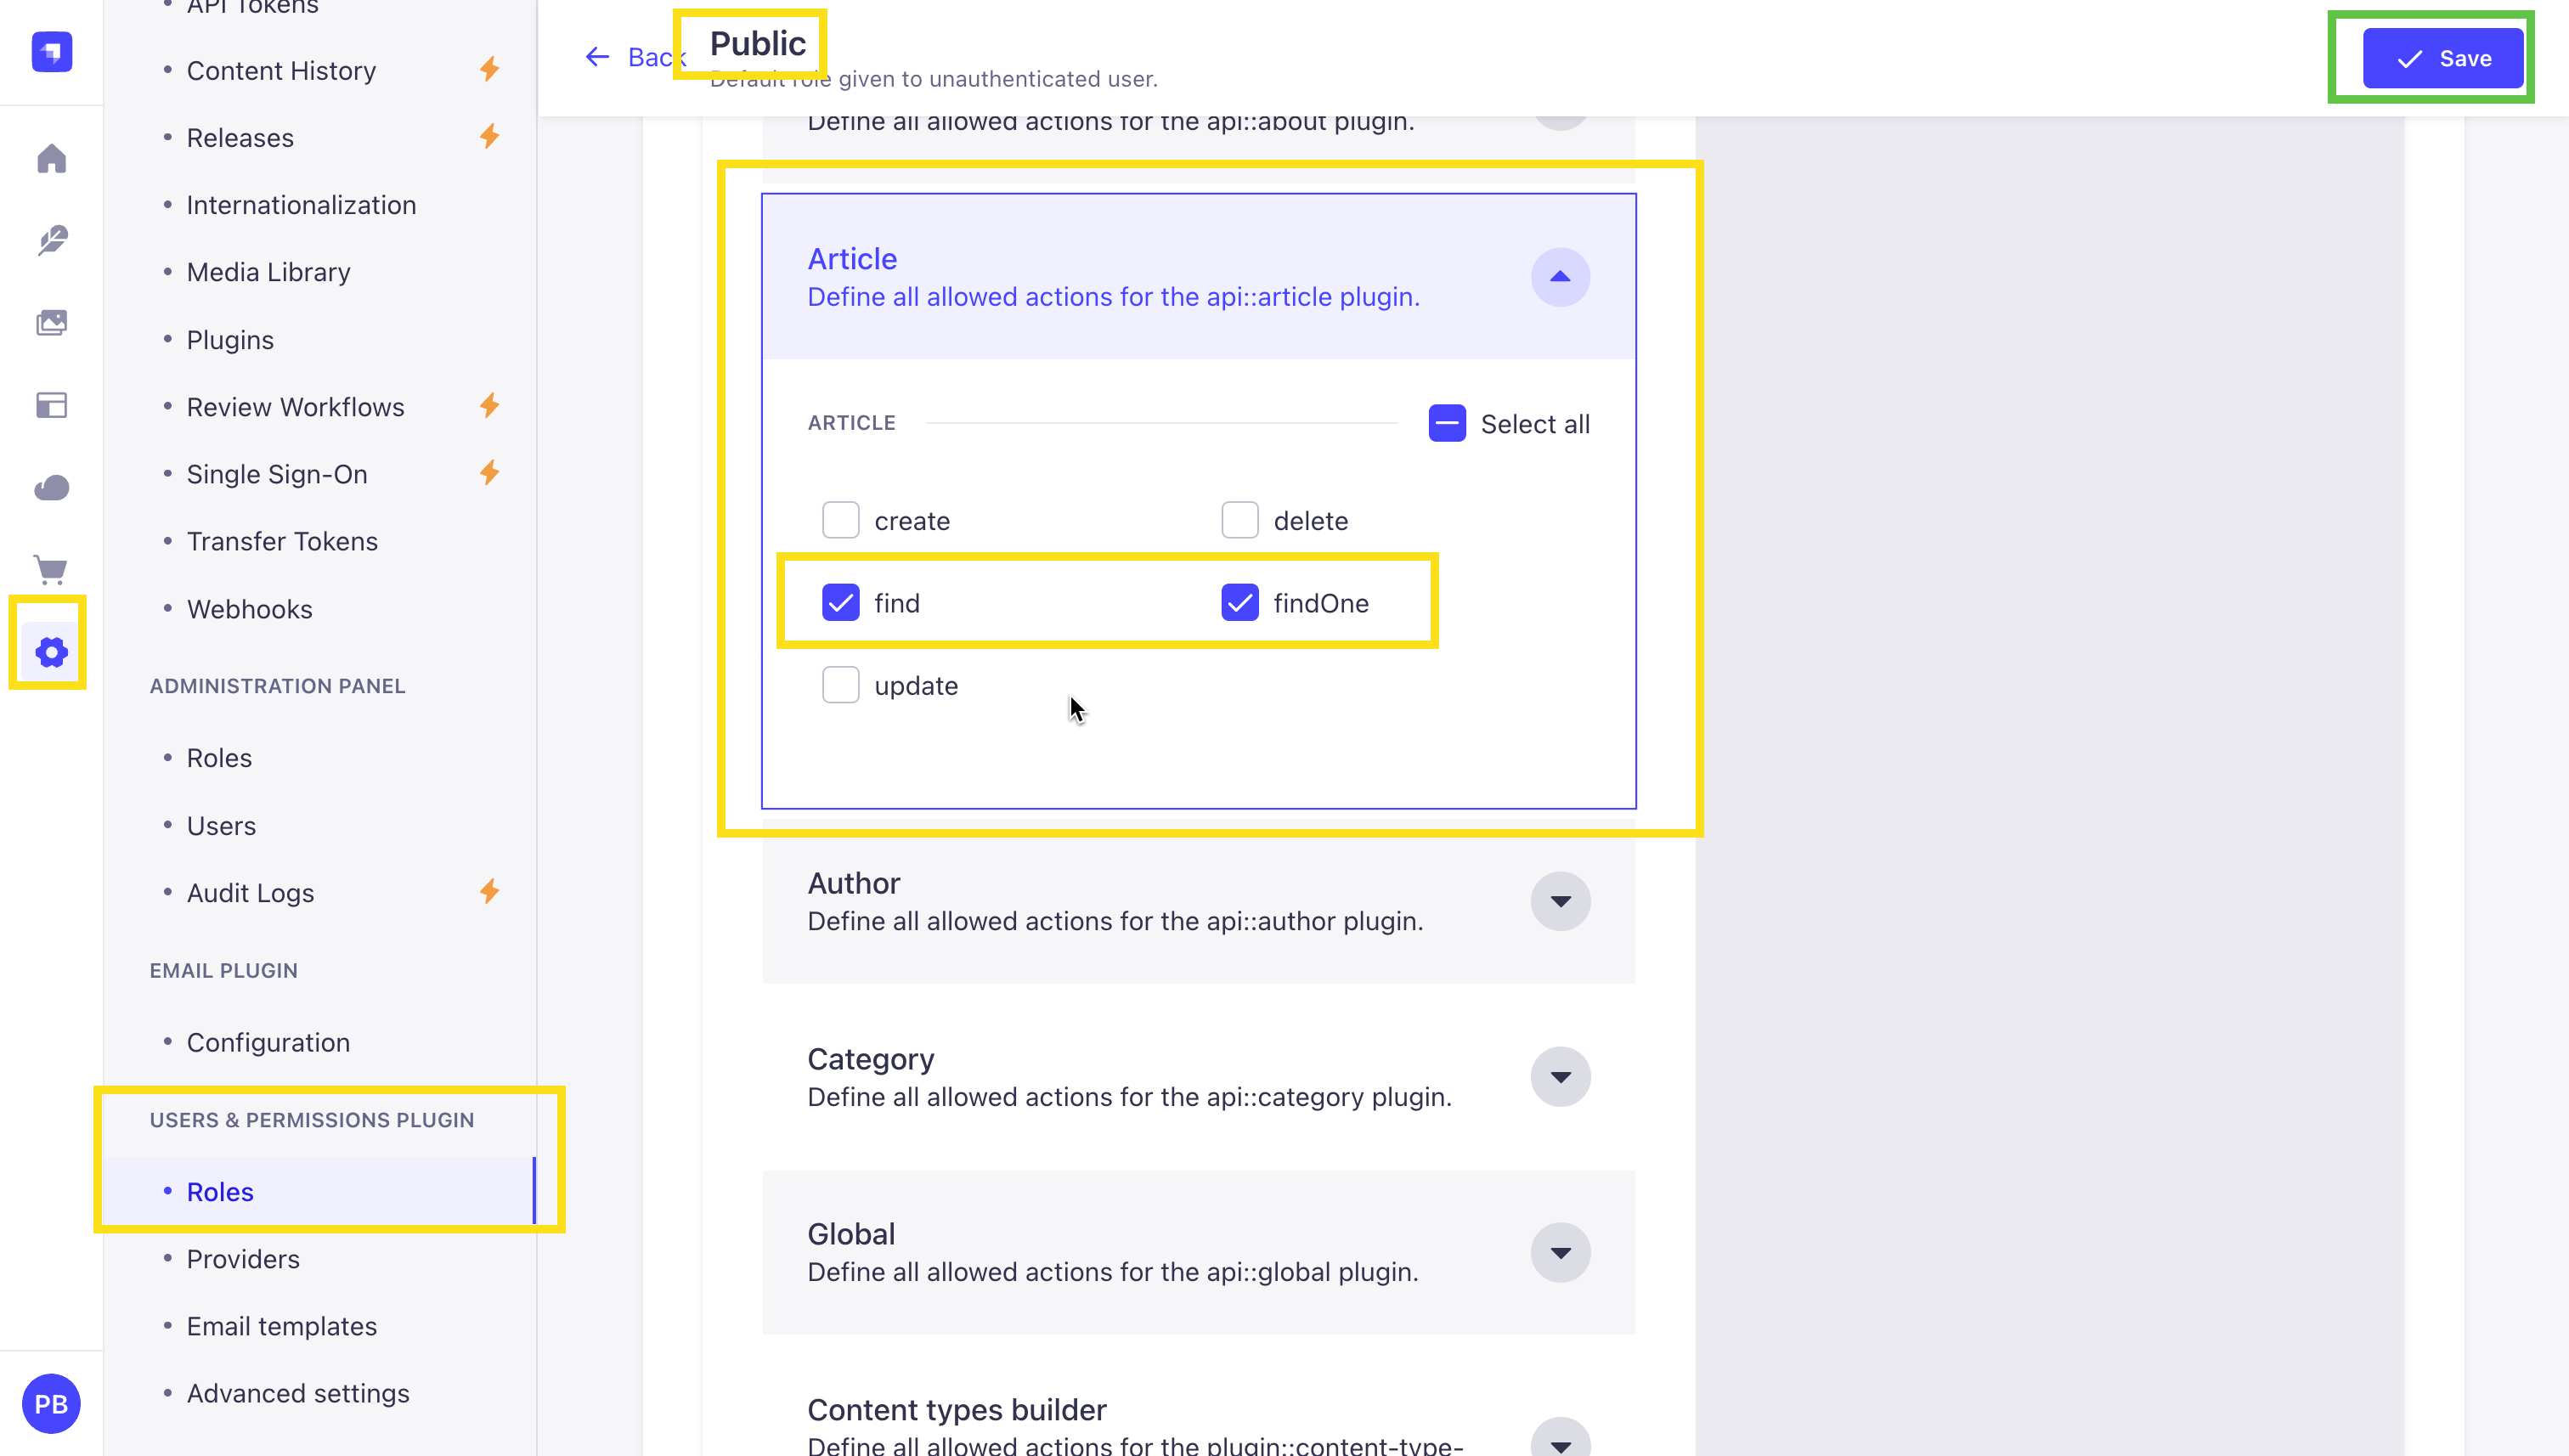 API Tokens
Content History
Releases
Internationalization
Media Library
Plugins
Review Workflows
Single Sign-On
Transfer Tokens
Webhooks
ADMINISTRATION PANEL
Roles
Users
Audit Logs
EMAIL PLUGIN
Configuration
USERS & PERMISSIONS PLUGIN
Roles
Providers
Email templates
Advanced settings
PB
Back
Public
Default role given to unauthenticated user.
Save
Define all allowed actions for the api::about plugin.
Article
Define all allowed actions for the api::article plugin.
ARTICLE
Select all
create
delete
find
findOne
update
Author
Define all allowed actions for the api::author plugin.
Category
Define all allowed actions for the api::category plugin.
Global
Define all allowed actions for the api::global plugin.
Content types builder
Define all allowed actions for the plugin::content-type-